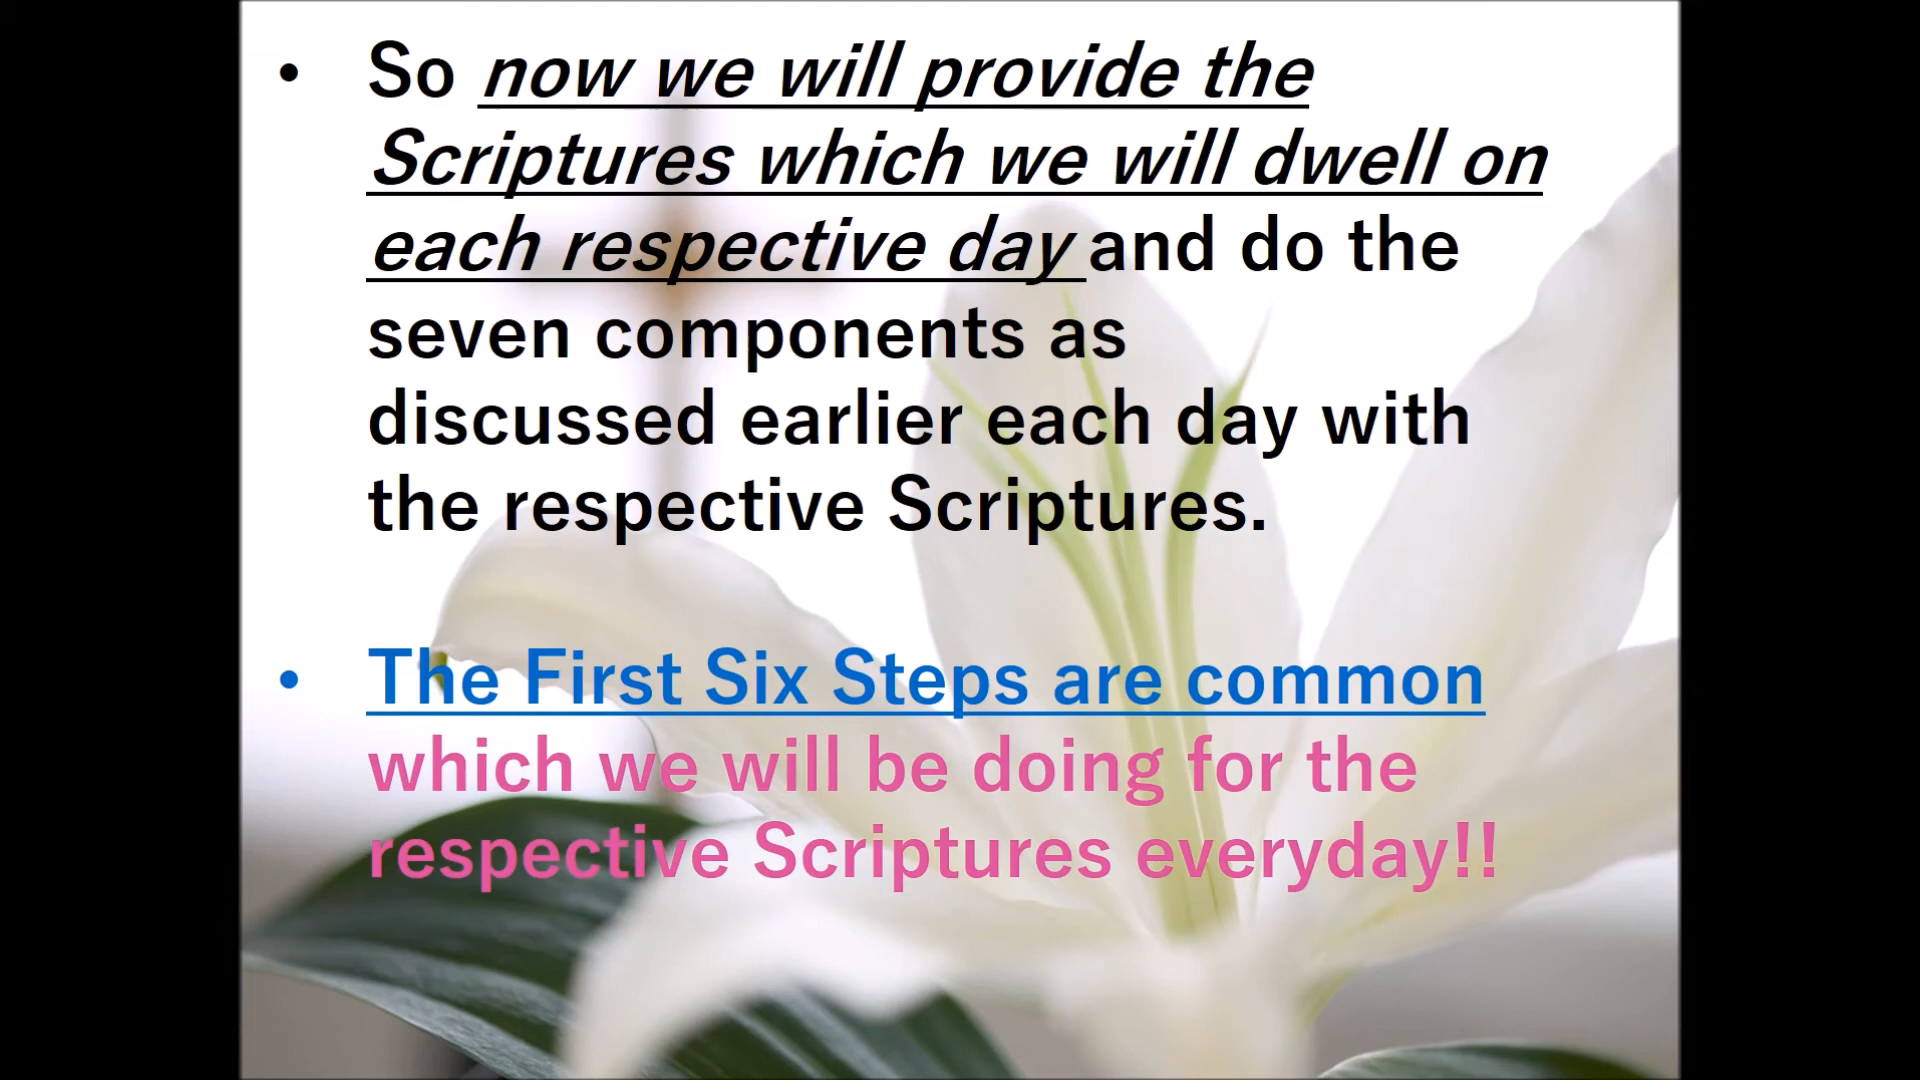 • So now we will provide the
Scriptures which we will dwell on
each respective day and do the
seven components as
discussed earlier each day with
the respective Scriptures.
• The First Six Steps are common
which we will be doing for the
respective Scriptures everyday!!